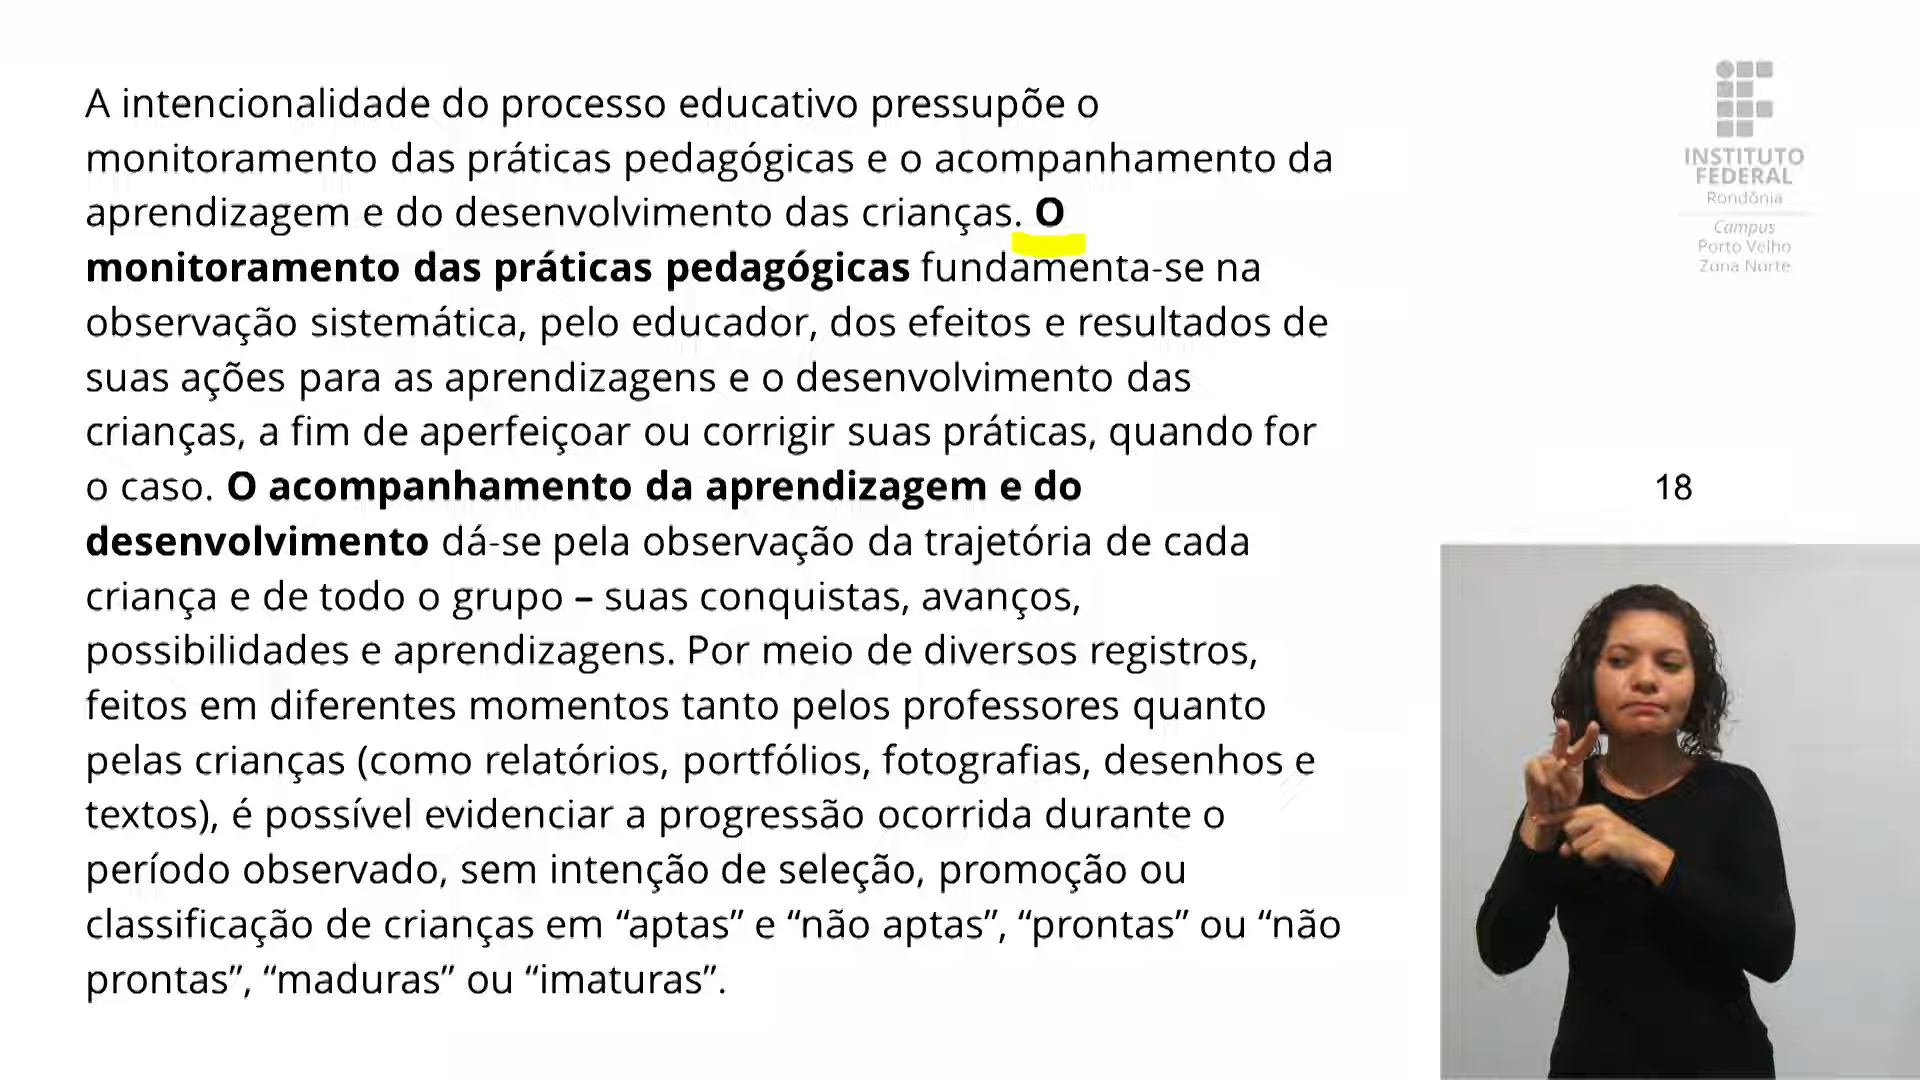 A intencionalidade do processo educativo pressupõe o
monitoramento das práticas pedagógicas e o acompanhamento da
aprendizagem e do desenvolvimento das crianças. O
monitoramento das práticas pedagógicas fundamenta-se na
observação sistemática, pelo educador, dos efeitos e resultados de
suas ações para as aprendizagens e o desenvolvimento das
crianças, a fim de aperfeiçoar ou corrigir suas práticas, quando for
o caso. O acompanhamento da aprendizagem e do
desenvolvimento dá-se pela observação da trajetória de cada
criança e de todo o grupo – suas conquistas, avanços,
possibilidades e aprendizagens. Por meio de diversos registros,
feitos em diferentes momentos tanto pelos professores quanto
pelas crianças (como relatórios, portfólios, fotografias, desenhos e
textos), é possível evidenciar a progressão ocorrida durante o
período observado, sem intenção de seleção, promoção ou
classificação de crianças em “aptas” e “não aptas”, “prontas” ou “não
prontas”, “maduras” ou “imaturas”.
INSTITUTO
FEDERAL
Rondônia
Campus
Porto Velho
Zona Norte
18